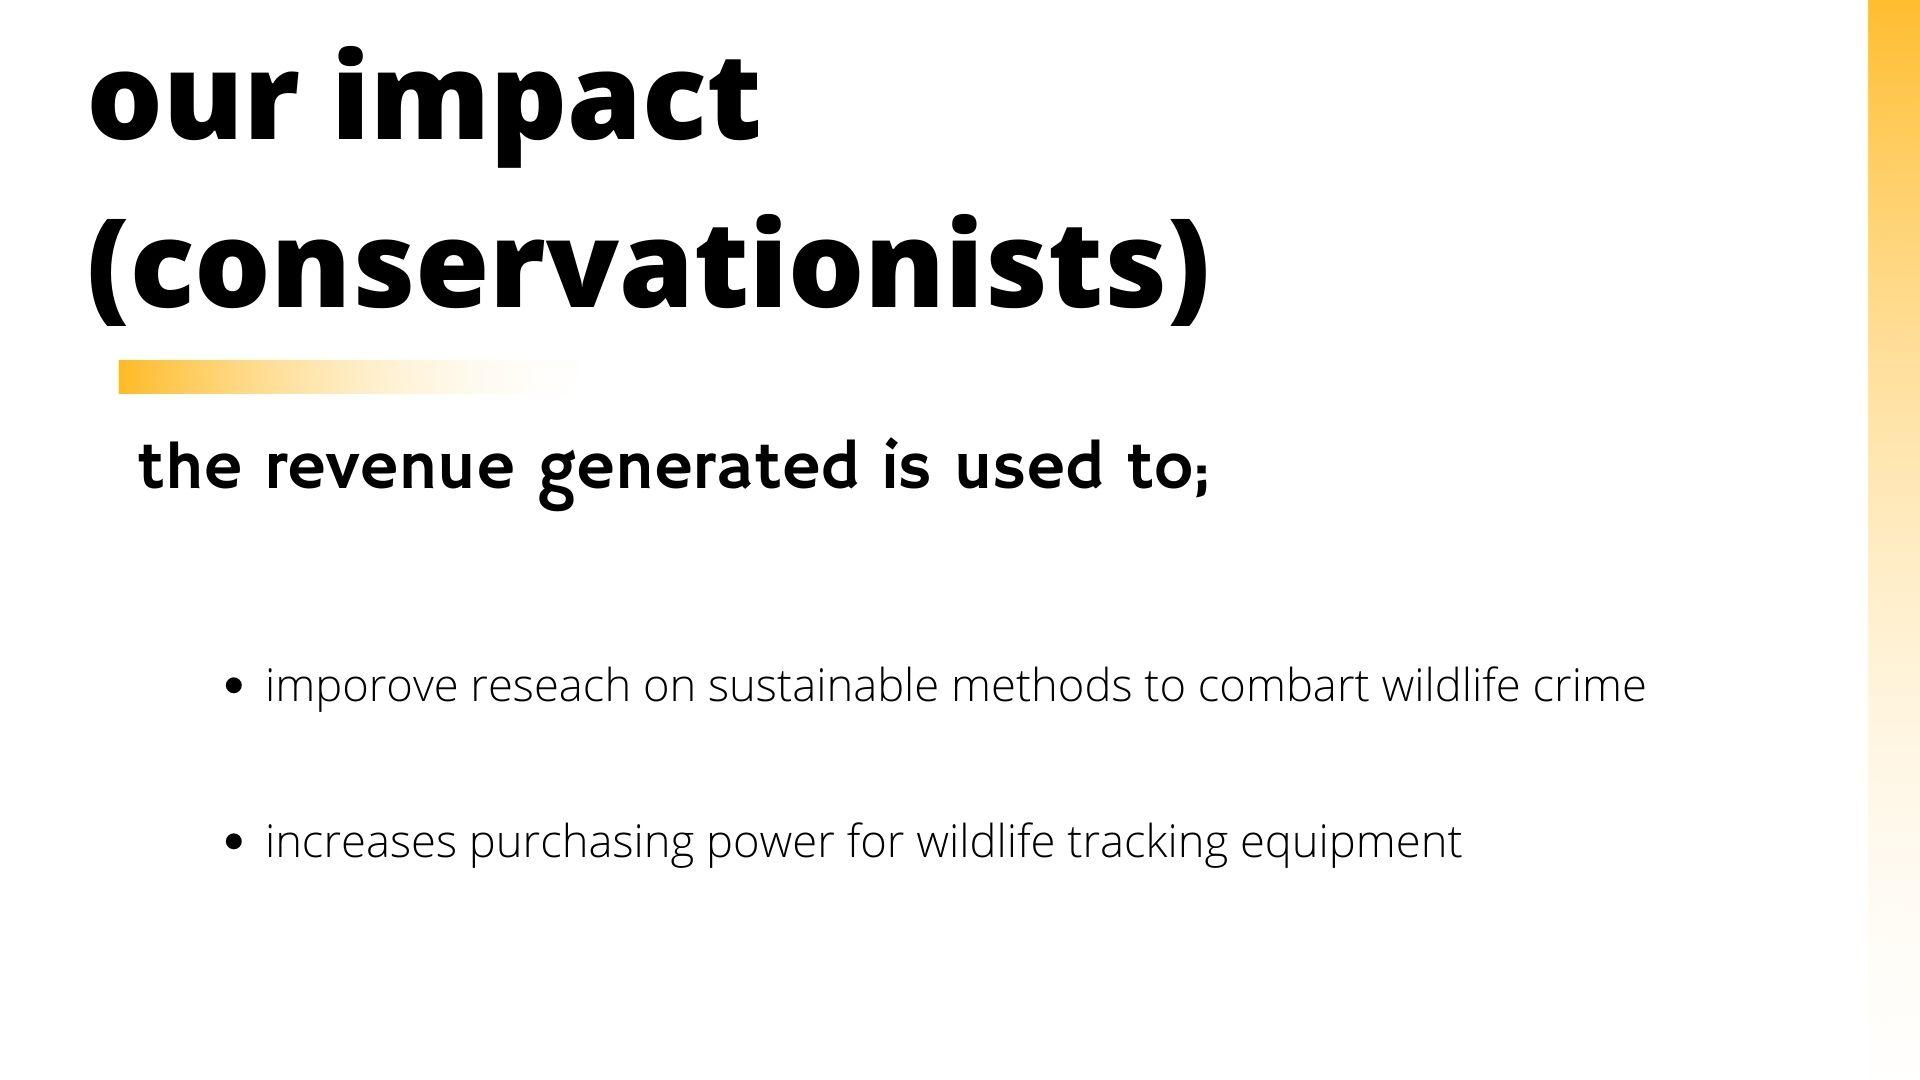 our impact
(conservationists)
the revenue generated is used to;
• imporove reseach on sustainable methods to combart wildlife crime
• increases purchasing power for wildlife tracking equipment